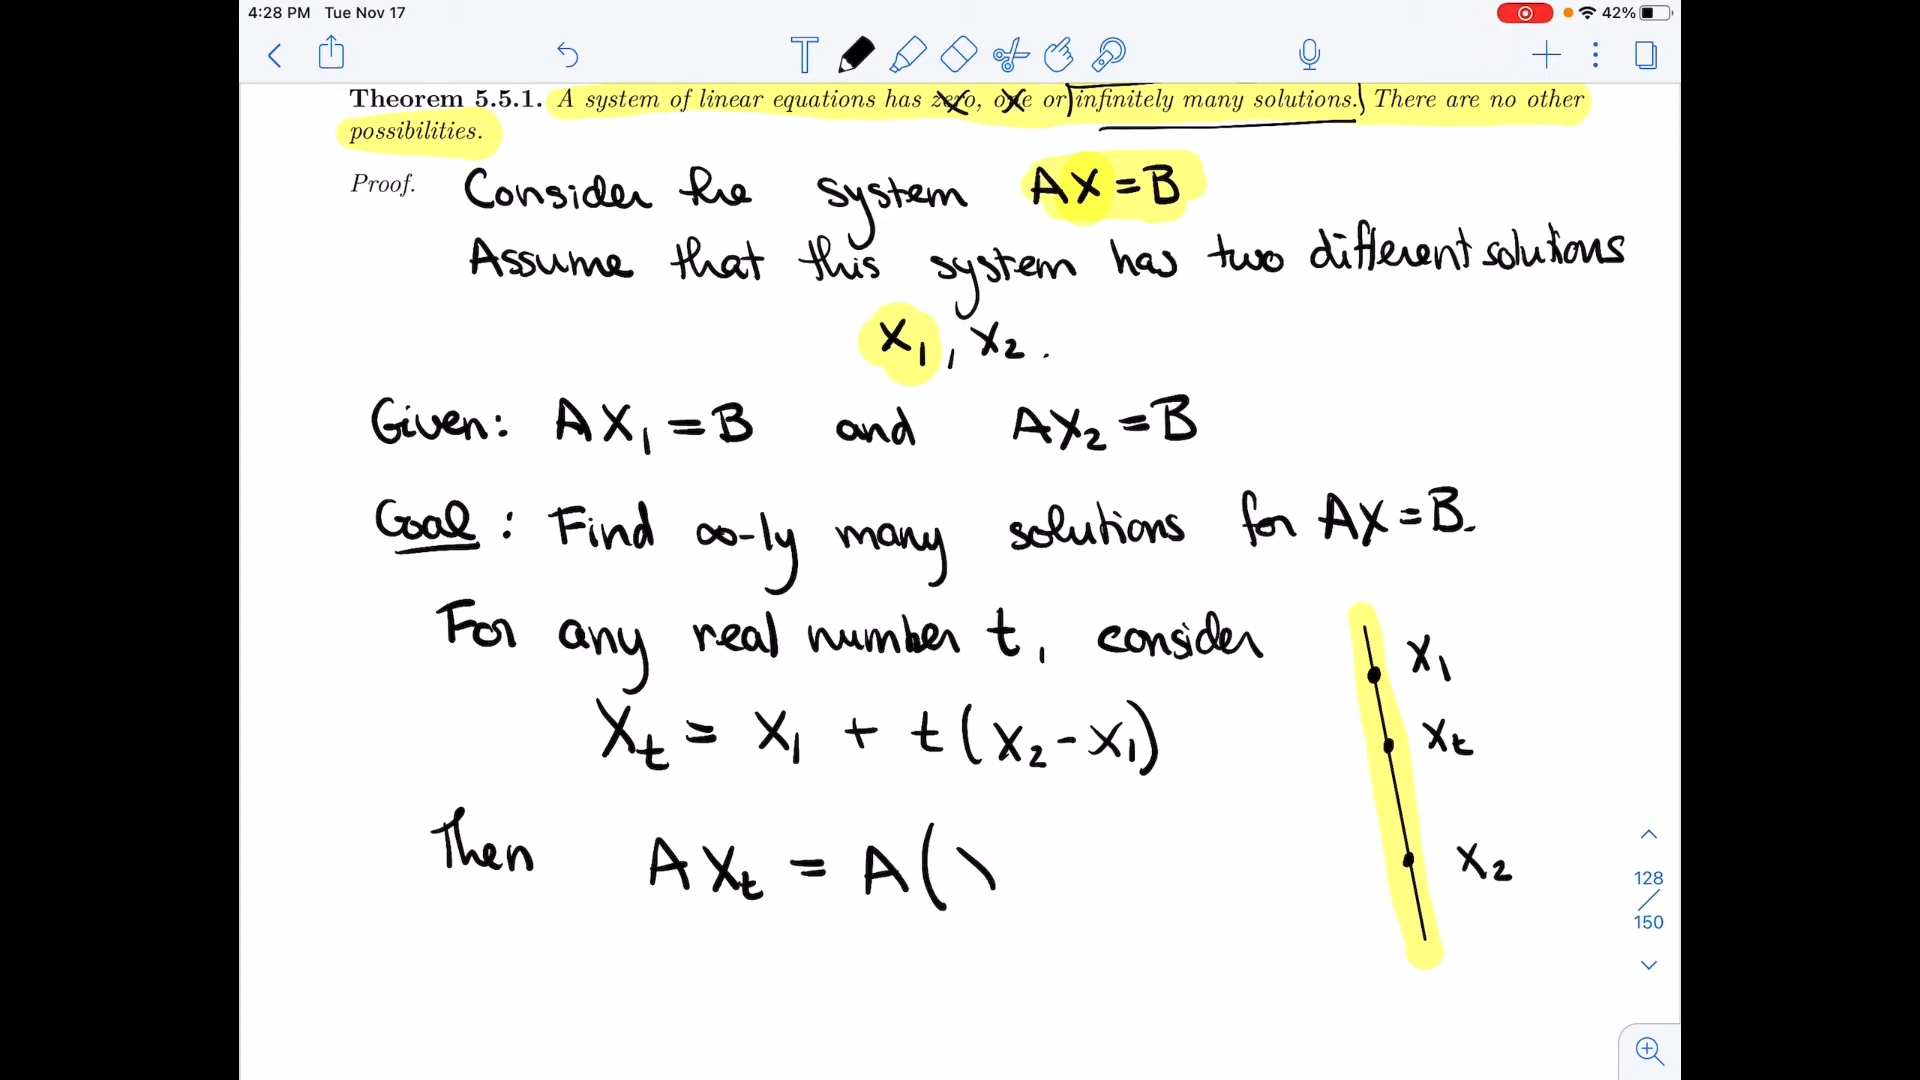 4:28 PM Tue Nov 17
42%
T
Theorem 5.5.1. A system of linear equations has zero, one or infinitely many solutions. There are no other
possibilities.
Proof. Consider the system AX = B
Assume that this system has two different solutions
X₁, X₂.
Given: AX₁ = B and AX₂ = B
Goal: Find ∞-ly many solutions for AX = B.
For any real number t, consider
X₁
Xₜ = X₁ + t(X₂ - X₁)
Xₜ
Then AXₜ = A(\
X₂
128
/
150